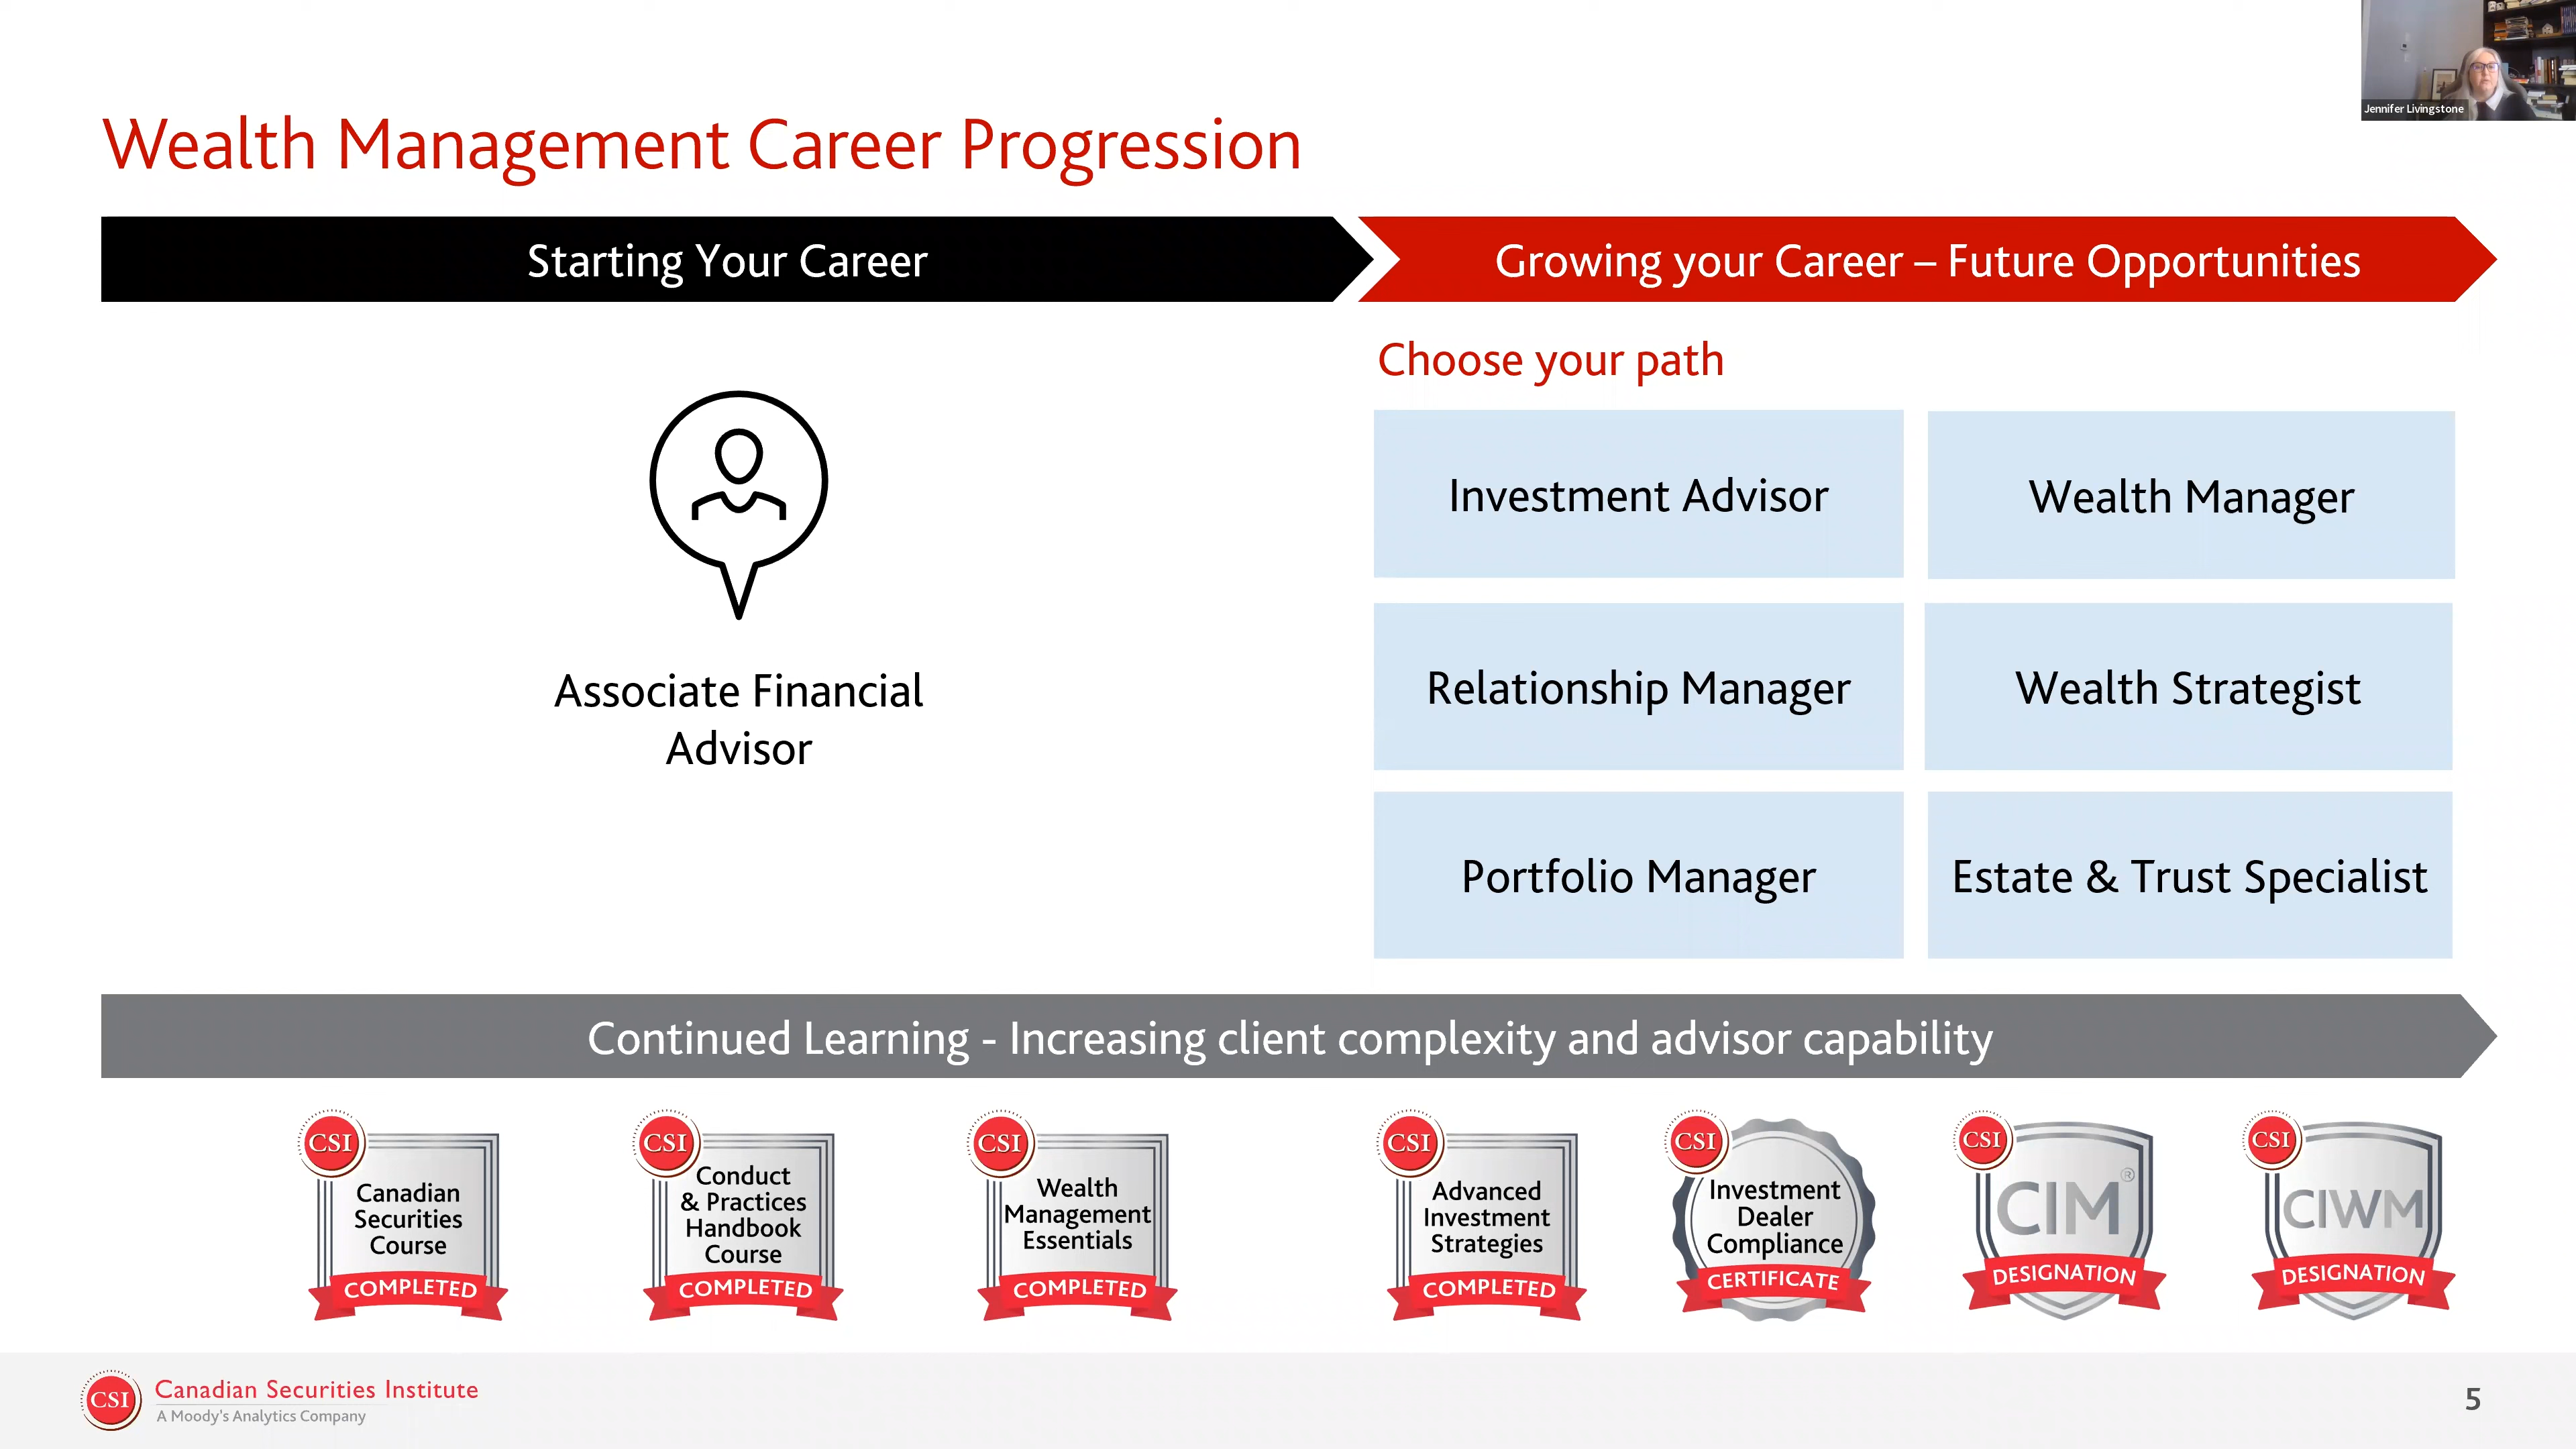 Jennifer Livingstone
Wealth Management Career Progression
Starting Your Career
Growing your Career – Future Opportunities
Choose your path
Associate Financial
Advisor
Investment Advisor
Wealth Manager
Relationship Manager
Wealth Strategist
Portfolio Manager
Estate & Trust Specialist
Continued Learning - Increasing client complexity and advisor capability
CSI
Canadian
Securities
Course
COMPLETED
CSI
Conduct
& Practices
Handbook
Course
COMPLETED
CSI
Wealth
Management
Essentials
COMPLETED
CSI
Advanced
Investment
Strategies
COMPLETED
CSI
Investment
Dealer
Compliance
CERTIFICATE
CSI
CIM®
DESIGNATION
CSI
CIWM
DESIGNATION
CSI
Canadian Securities Institute
A Moody's Analytics Company
5